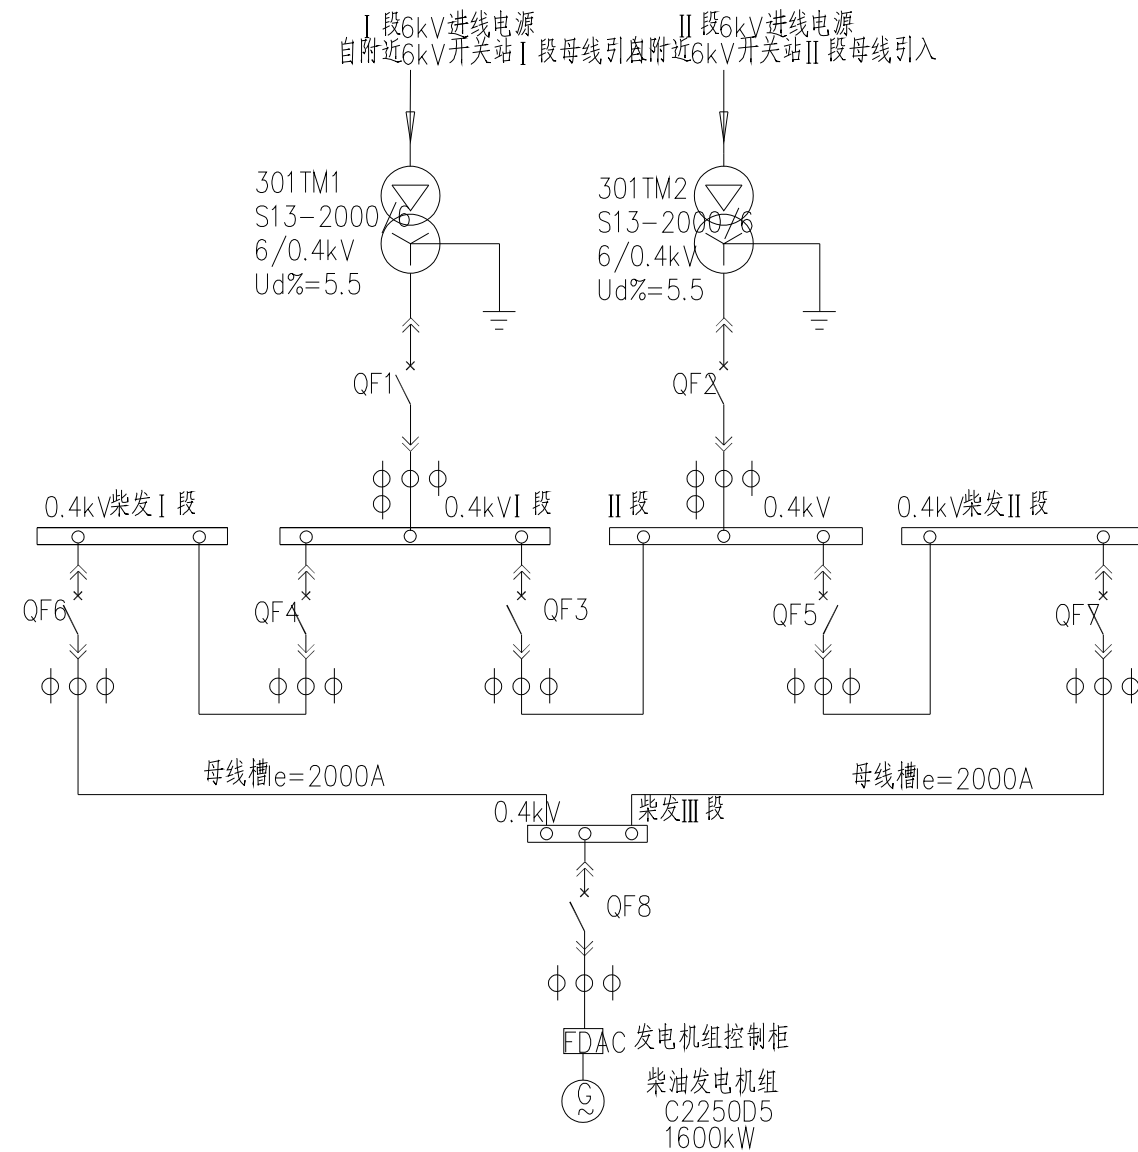 Ⅰ段6kV进线电源
自附近6kV开关站Ⅰ段母线引入
Ⅱ段6kV进线电源
自附近6kV开关站Ⅱ段母线引入
301TM1
S13-2000/6
6/0.4kV
Ud%=5.5
301TM2
S13-2000/6
6/0.4kV
Ud%=5.5
QF1
QF2
0.4kV柴发Ⅰ段
0.4kVⅠ段
Ⅱ段
0.4kV
0.4kV柴发Ⅱ段
QF6
QF4
QF3
QF5
QF7
母线槽Ie=2000A
母线槽Ie=2000A
0.4kV
柴发Ⅲ段
QF8
FDAC 发电机组控制柜
G
~
柴油发电机组
C2250D5
1600kW